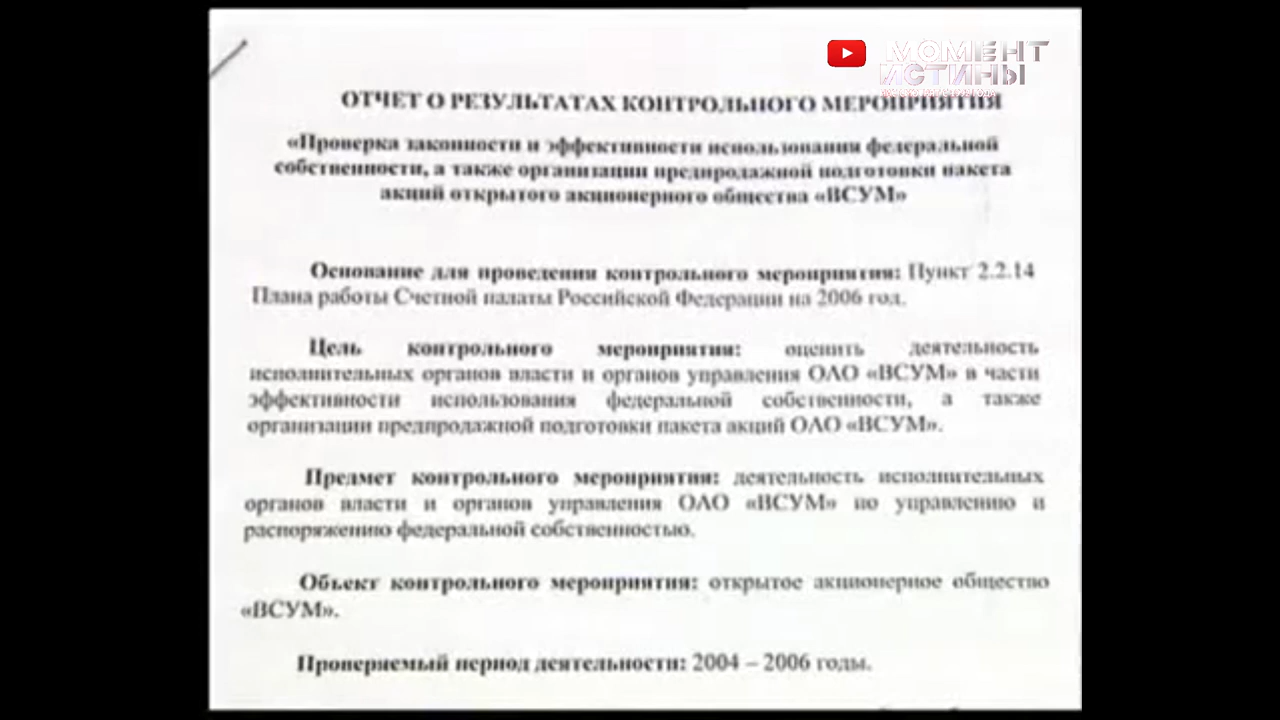 МОМЕНТ
ИСТИНЫ
ОТЧЕТ О РЕЗУЛЬТАТАХ КОНТРОЛЬНОГО МЕРОПРИЯТИЯ
«Проверка законности и эффективности использования федеральной
собственности, а также организации предпродажной подготовки пакета
акций открытого акционерного общества «ВСУМ»
Основание для проведения контрольного мероприятия: Пункт 2.2.14
Плана работы Счетной палаты Российской Федерации на 2006 год.
Цель контрольного мероприятия: оценить деятельность
исполнительных органов власти и органов управления ОАО «ВСУМ» в части
эффективности использования федеральной собственности, а также
организации предпродажной подготовки пакета акций ОАО «ВСУМ».
Предмет контрольного мероприятия: деятельность исполнительных
органов власти и органов управления ОАО «ВСУМ» по управлению и
распоряжению федеральной собственностью.
Объект контрольного мероприятия: открытое акционерное общество
«ВСУМ».
Проверяемый период деятельности: 2004 – 2006 годы.